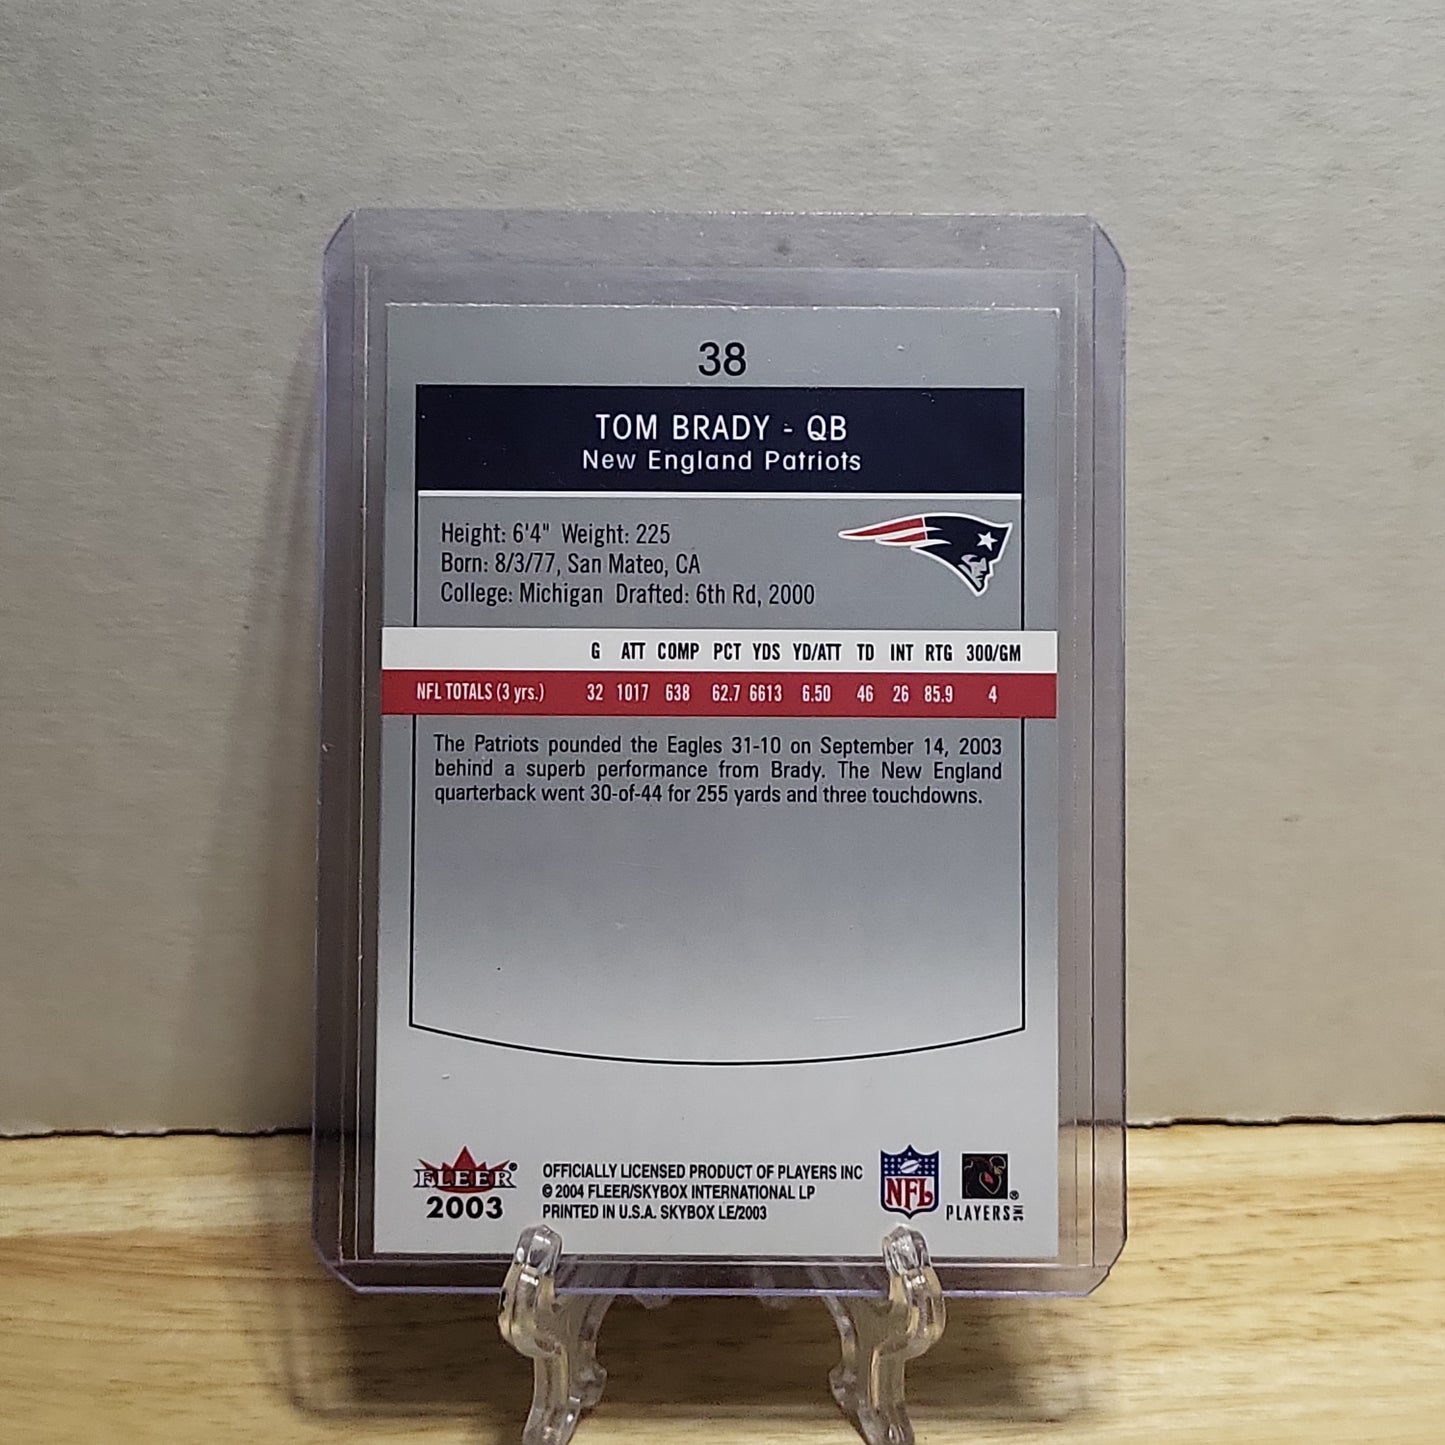 38
TOM BRADY - QB
New England Patriots
Height: 6'4" Weight: 225
Born: 8/3/77, San Mateo, CA
College: Michigan Drafted: 6th Rd, 2000
G ATT COMP PCT YDS YD/ATT TD INT RTG 300/GM
NFL TOTALS (3 yrs.) 32 1017 638 62.7 6613 6.50 46 26 85.9 4
The Patriots pounded the Eagles 31-10 on September 14, 2003
behind a superb performance from Brady. The New England
quarterback went 30-of-44 for 255 yards and three touchdowns.
FLEER®
2003
OFFICIALLY LICENSED PRODUCT OF PLAYERS INC
© 2004 FLEER/SKYBOX INTERNATIONAL LP
PRINTED IN U.S.A. SKYBOX LE/2003
NFL
PLAYERS INC ®